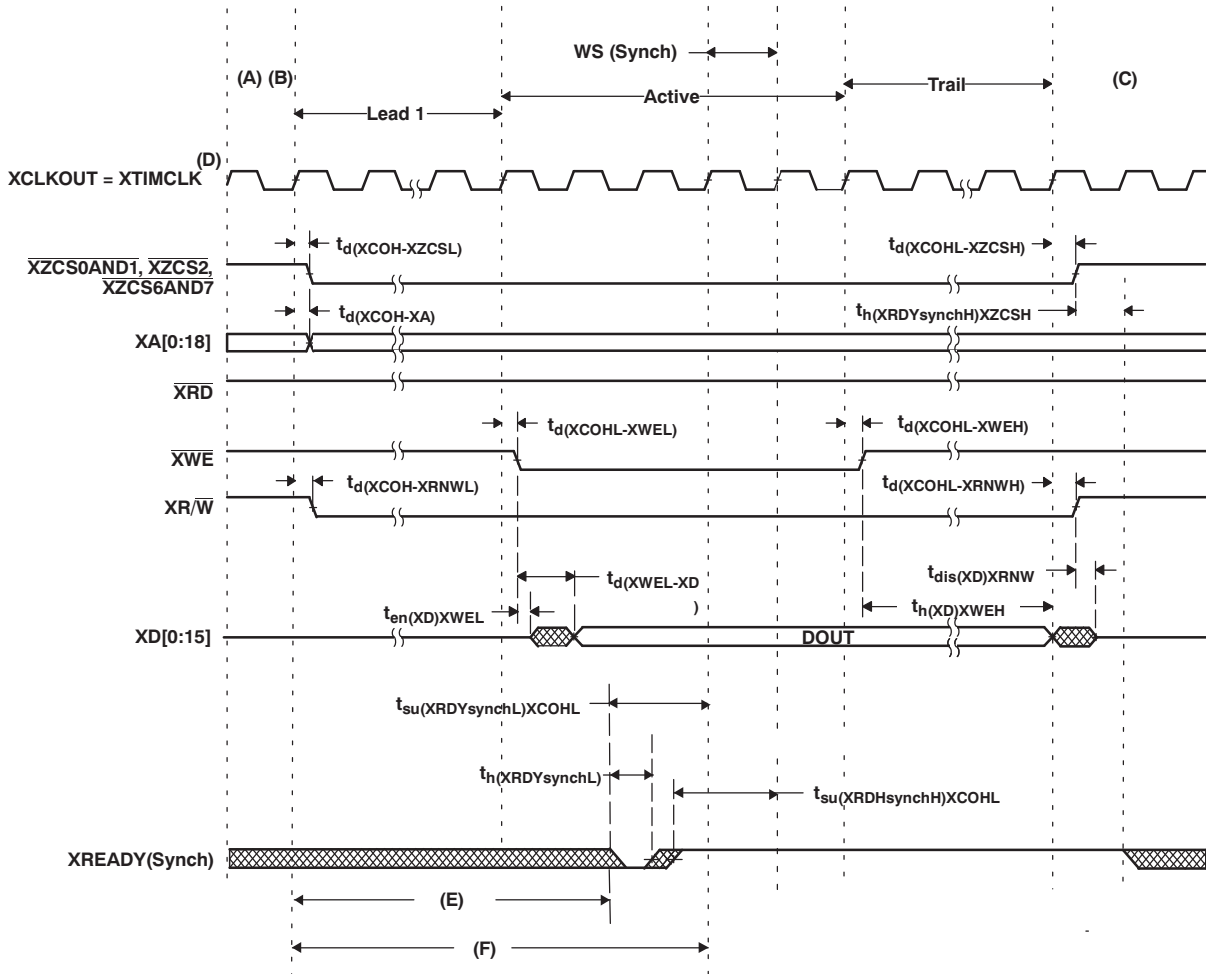 WS (Synch)
(A) (B)
(C)
Active
Trail
Lead 1
(D)
XCLKOUT = XTIMCLK
td(XCOH-XZCSL)
td(XCOHL-XZCSH)
XZCS0AND1, XZCS2,
XZCS6AND7
td(XCOH-XA)
th(XRDYsynchH)XZCSH
XA[0:18]
XRD
td(XCOHL-XWEL)
td(XCOHL-XWEH)
XWE
td(XCOH-XRNWL)
td(XCOHL-XRNWH)
XR/W
td(XWEL-XD
)
tdis(XD)XRNW
ten(XD)XWEL
th(XD)XWEH
XD[0:15]
DOUT
tsu(XRDYsynchL)XCOHL
th(XRDYsynchL)
tsu(XRDHsynchH)XCOHL
XREADY(Synch)
(E)
(F)